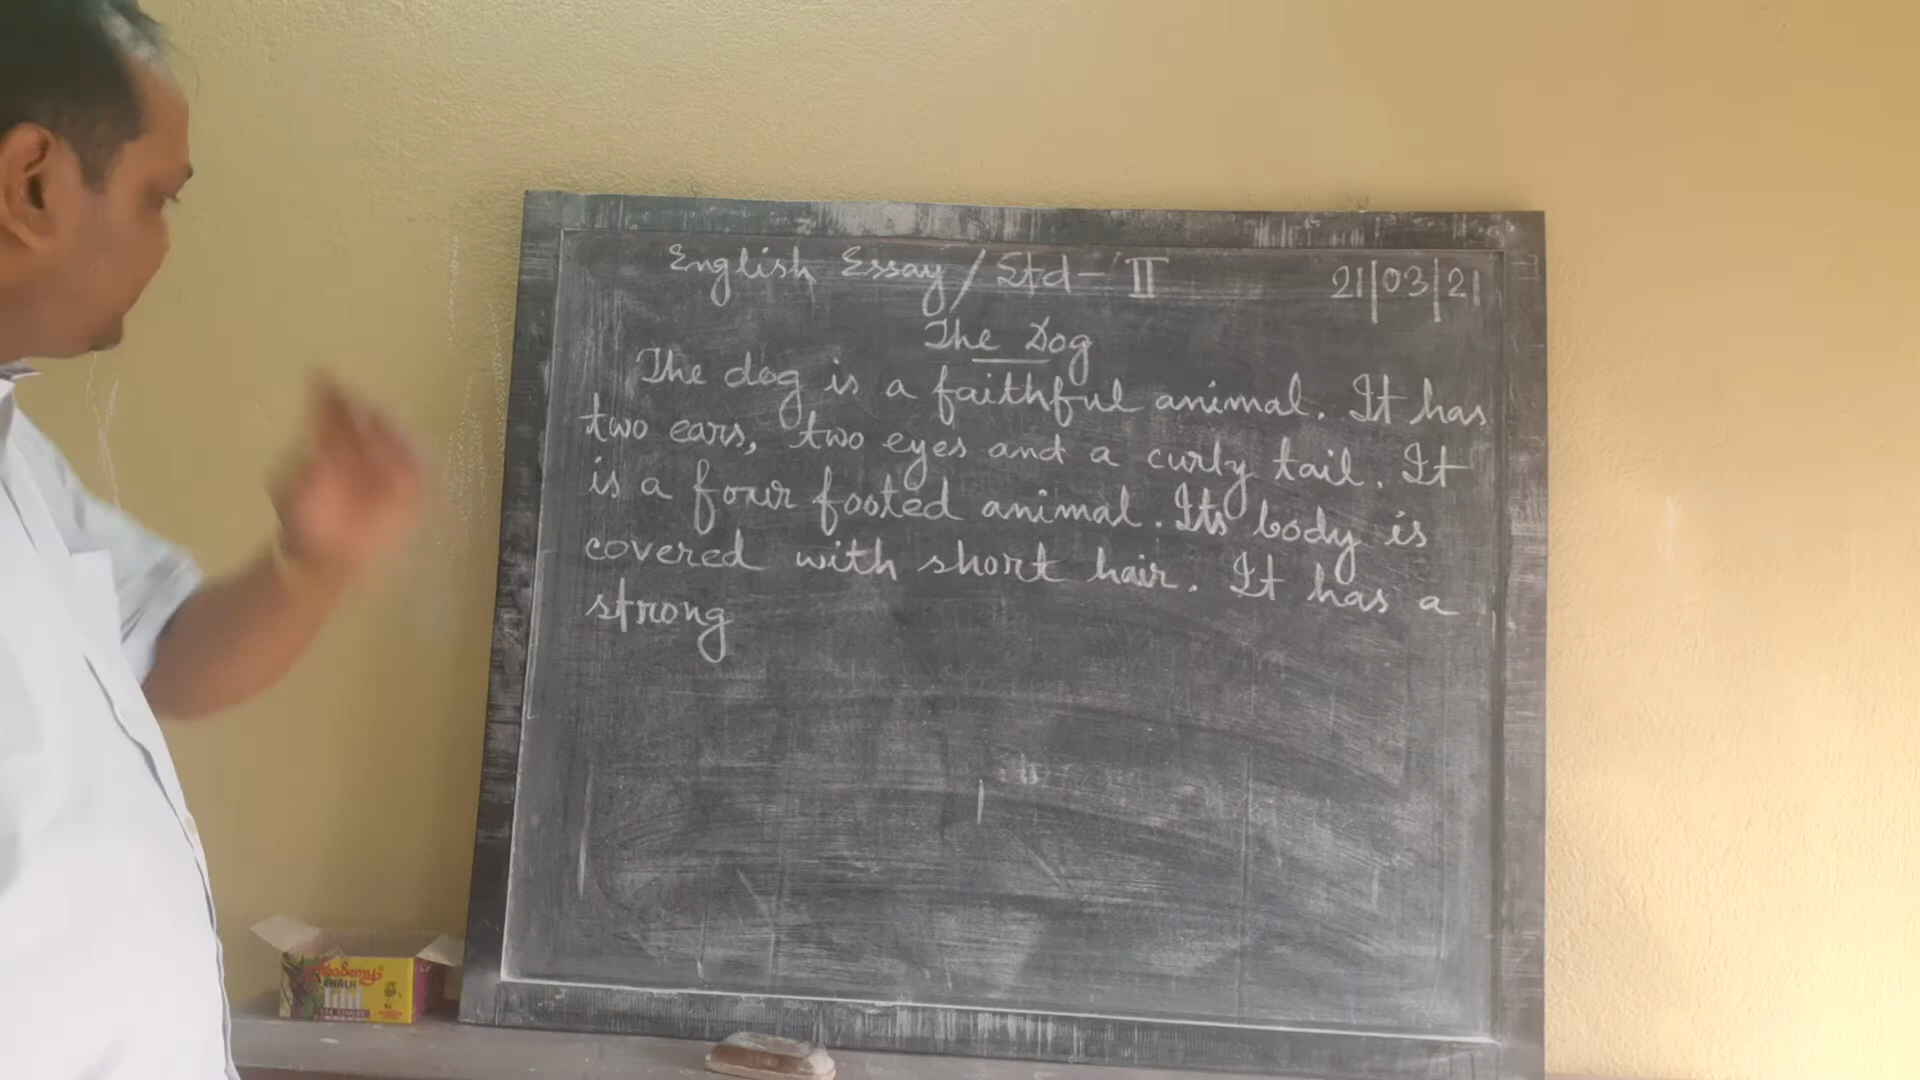 English Essay / Std - II 21|03|21
The Dog
The dog is a faithful animal. It has
two ears, two eyes and a curly tail. It
is a four footed animal. Its body is
covered with short hair. It has a
strong
Academy
CHALK